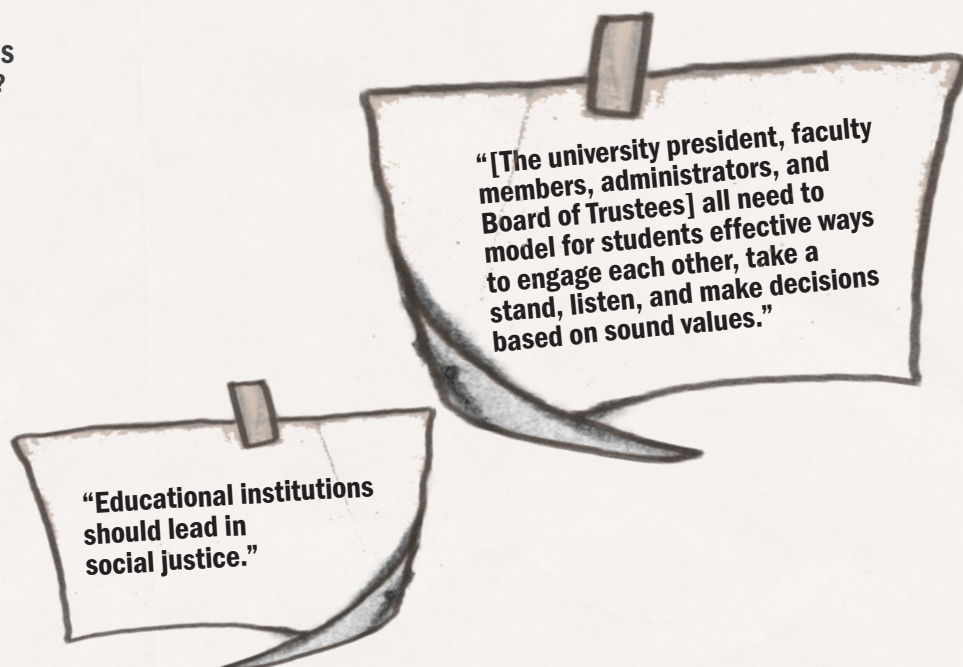 s
?
“[The university president, faculty
members, administrators, and
Board of Trustees] all need to
model for students effective ways
to engage each other, take a
stand, listen, and make decisions
based on sound values.”
“Educational institutions
should lead in
social justice.”